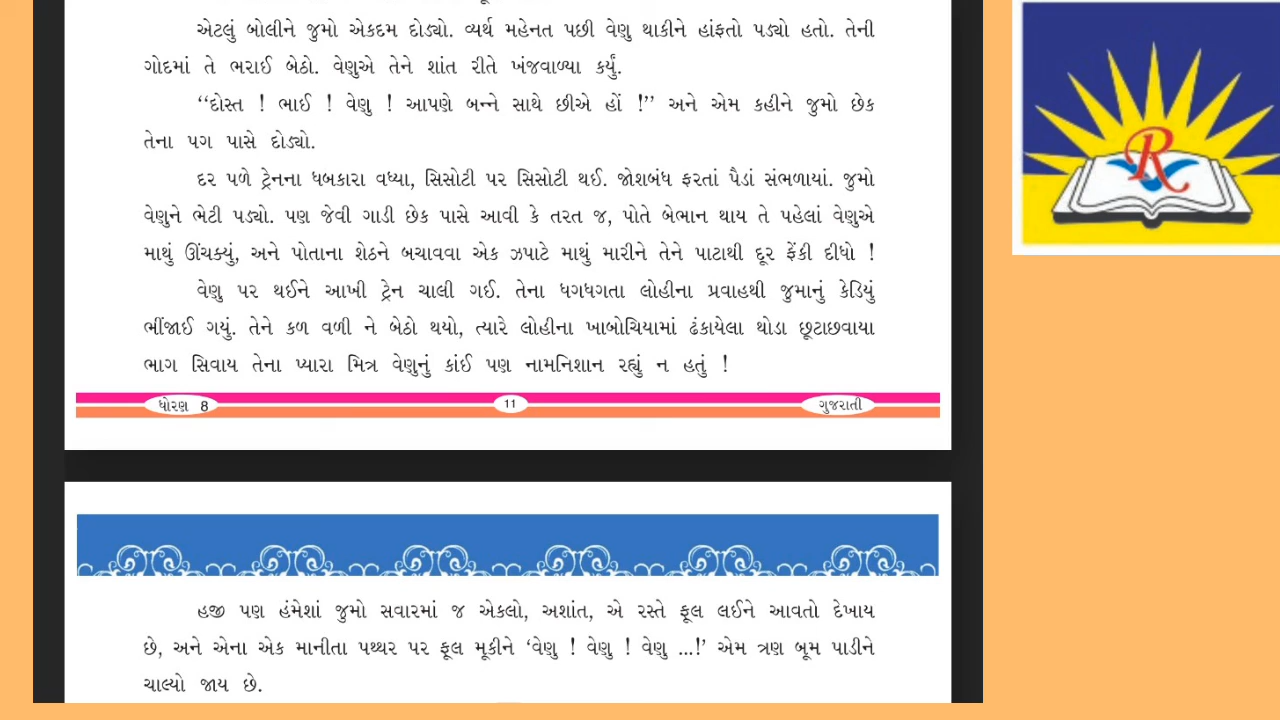 એટલું બોલીને જુમો એકદમ દોડ્યો. વ્યર્થ મહેનત પછી વેણુ થાકીને હાંફતો પડ્યો હતો. તેની
ગોદમાં તે ભરાઈ બેઠો. વેણુએ તેને શાંત રીતે ખંજવાળ્યા કર્યું.
‘‘દોસ્ત ! ભાઈ ! વેણુ ! આપણે બન્ને સાથે છીએ હોં !’’ અને એમ કહીને જુમો છેક
તેના પગ પાસે દોડ્યો.
દર પળે ટ્રેનના ધબકારા વધ્યા, સિસોટી પર સિસોટી થઈ. જોશબંધ ફરતાં પૈડાં સંભળાયાં. જુમો
વેણુને ભેટી પડ્યો. પણ જેવી ગાડી છેક પાસે આવી કે તરત જ, પોતે બેભાન થાય તે પહેલાં વેણુએ
માથું ઊંચક્યું, અને પોતાના શેઠને બચાવવા એક ઝપાટે માથું મારીને તેને પાટાથી દૂર ફેંકી દીધો !
વેણુ પર થઈને આખી ટ્રેન ચાલી ગઈ. તેના ધગધગતા લોહીના પ્રવાહથી જુમાનું કેડિયું
ભીંજાઈ ગયું. તેને કળ વળી ને બેઠો થયો, ત્યારે લોહીના ખાબોચિયામાં ઢંકાયેલા થોડા છૂટાછવાયા
ભાગ સિવાય તેના પ્યારા મિત્ર વેણુનું કાંઈ પણ નામનિશાન રહ્યું ન હતું !
ધોરણ 8 11 ગુજરાતી
હજી પણ હંમેશાં જુમો સવારમાં જ એકલો, અશાંત, એ રસ્તે ફૂલ લઈને આવતો દેખાય
છે, અને એના એક માનીતા પથ્થર પર ફૂલ મૂકીને ‘વેણુ ! વેણુ ! વેણુ ...!’ એમ ત્રણ બૂમ પાડીને
ચાલ્યો જાય છે.
R